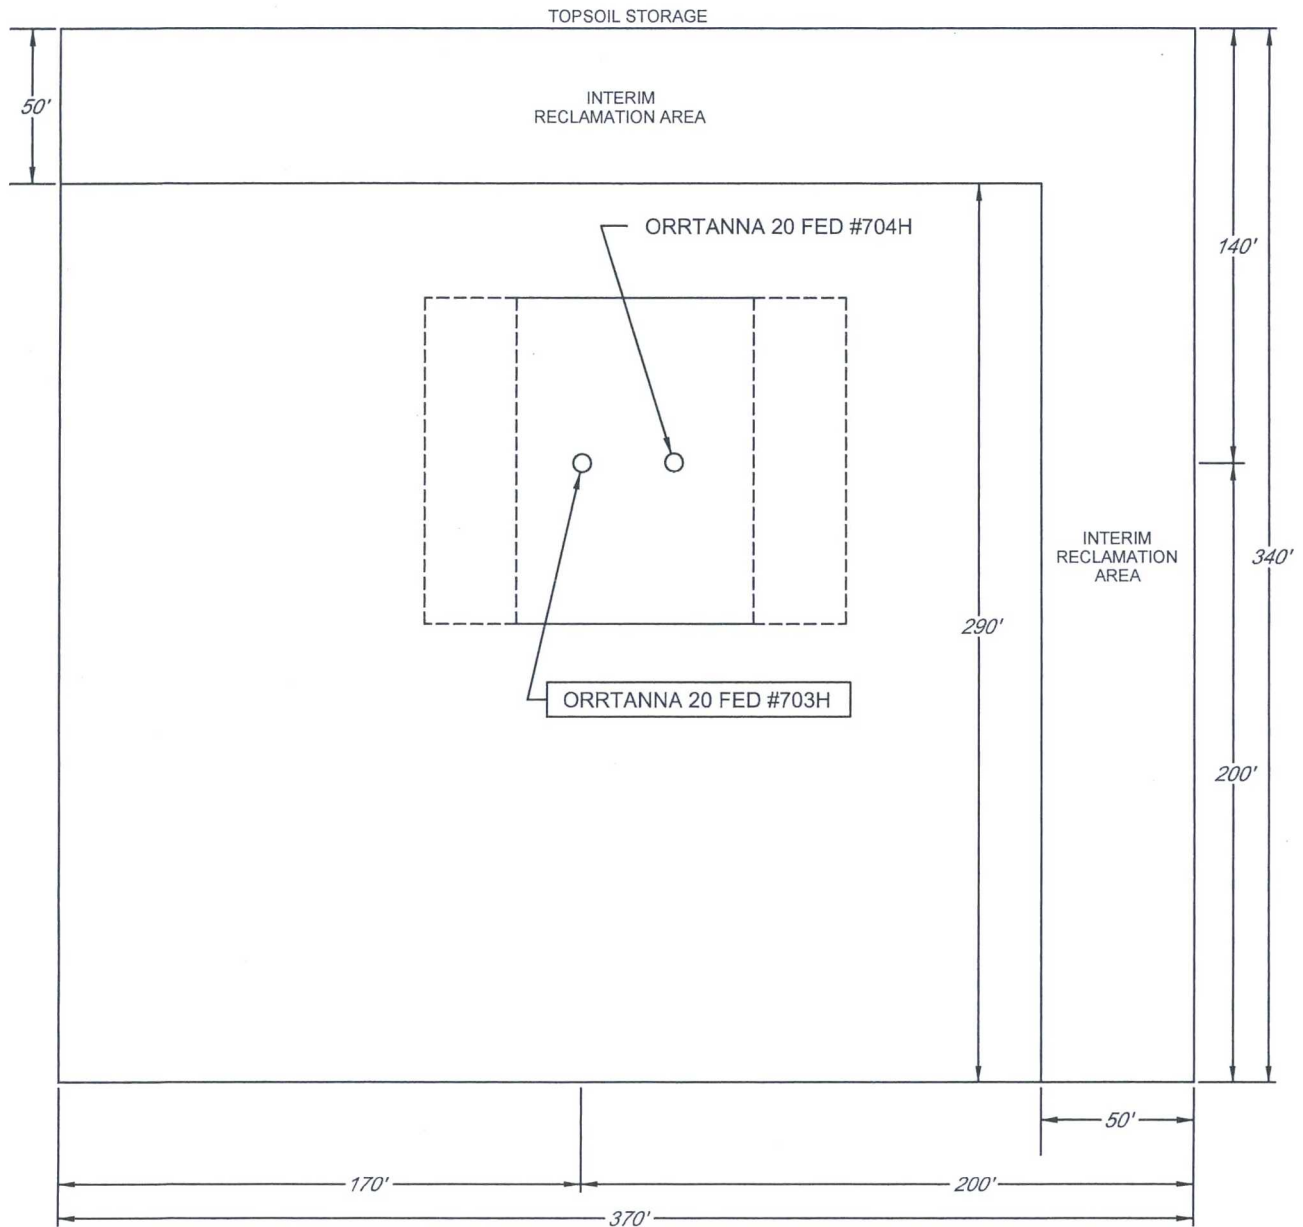 TOPSOIL STORAGE
50'
INTERIM
RECLAMATION AREA
ORRTANNA 20 FED #704H
140'
INTERIM
RECLAMATION
AREA
340'
290'
ORRTANNA 20 FED #703H
200'
50'
170'
200'
370'